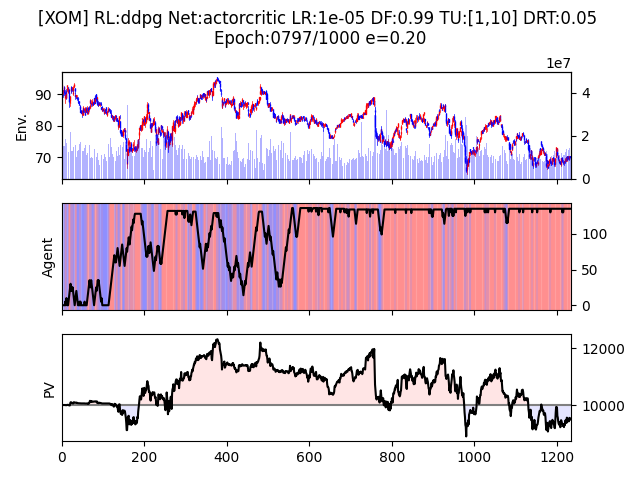 [XOM] RL:ddpg Net:actorcritic LR:1e-05 DF:0.99 TU:[1,10] DRT:0.05
Epoch:0797/1000 e=0.20
1e7
Env.
90
80
70
4
2
0
Agent
100
50
0
PV
12000
10000
0 200 400 600 800 1000 1200